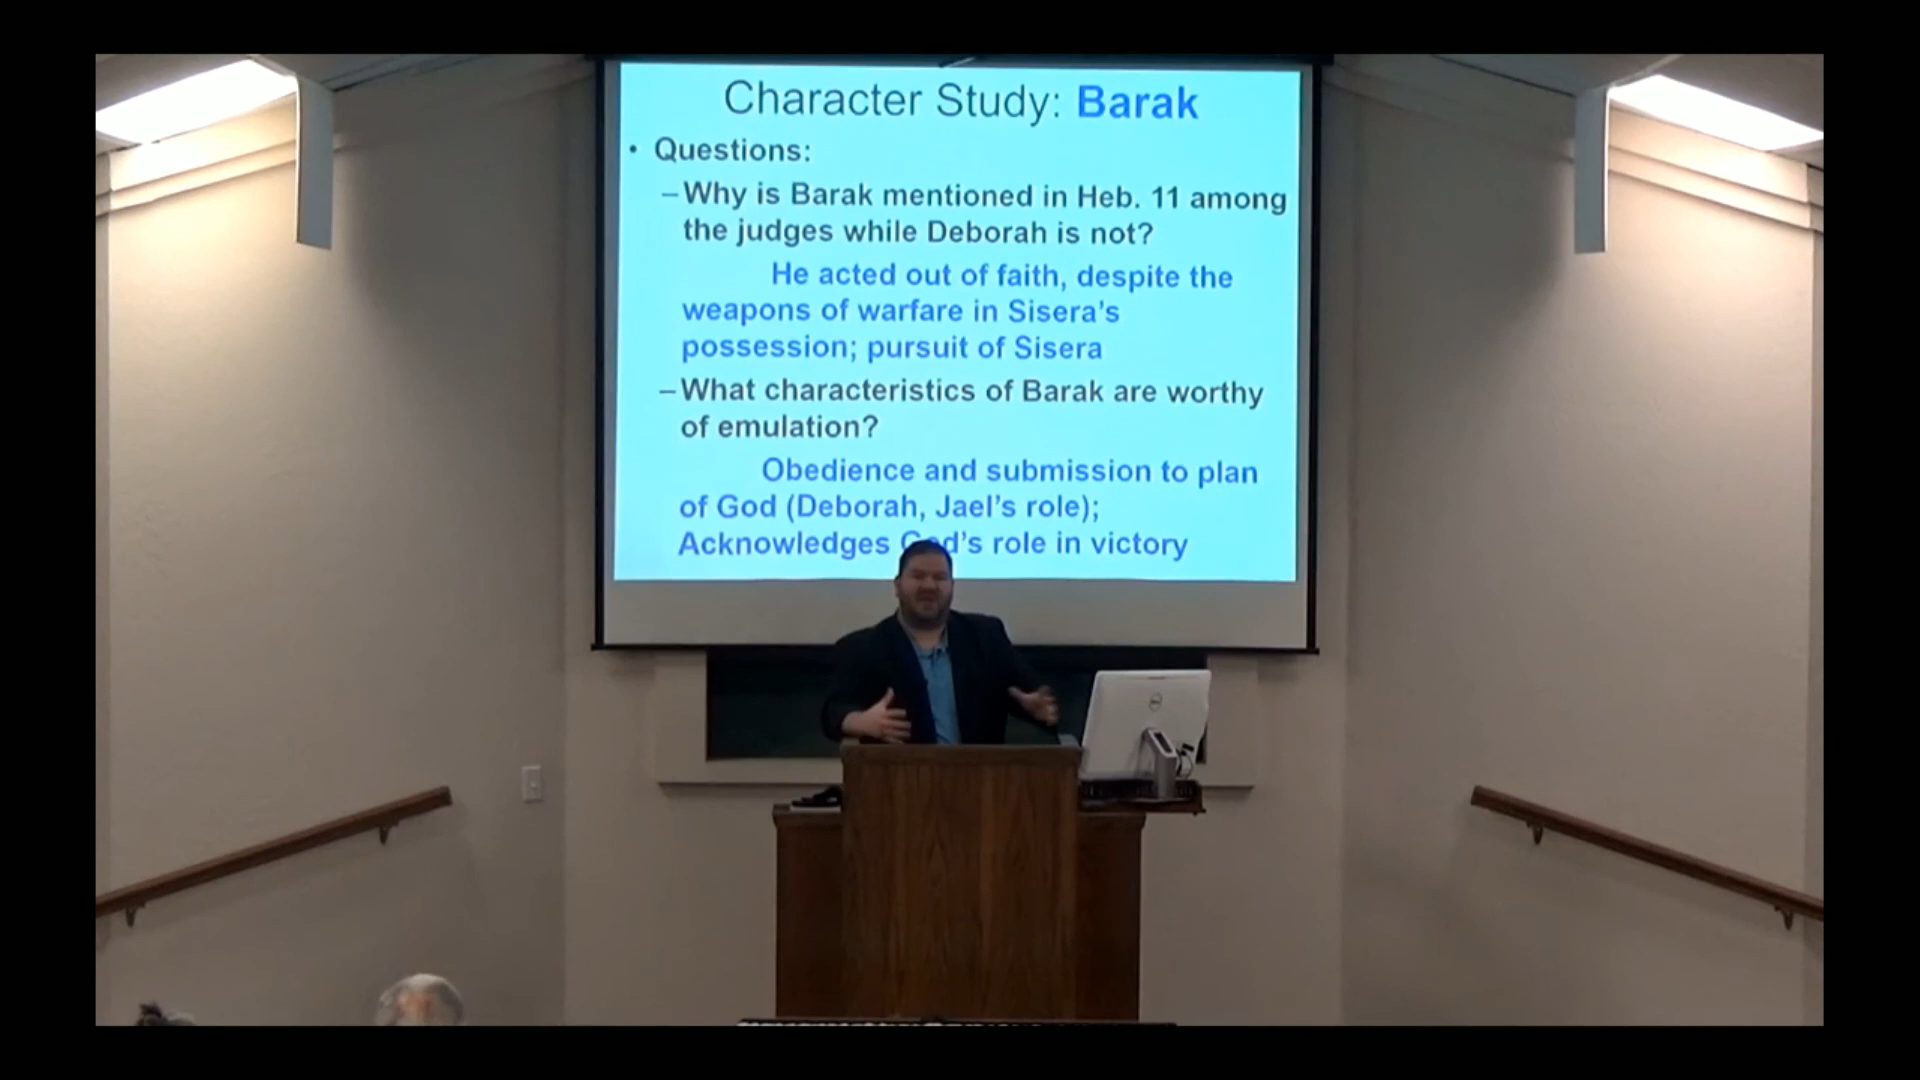 Character Study: Barak
• Questions:
–Why is Barak mentioned in Heb. 11 among
the judges while Deborah is not?
He acted out of faith, despite the
weapons of warfare in Sisera's
possession; pursuit of Sisera
–What characteristics of Barak are worthy
of emulation?
Obedience and submission to plan
of God (Deborah, Jael's role);
Acknowledges God's role in victory